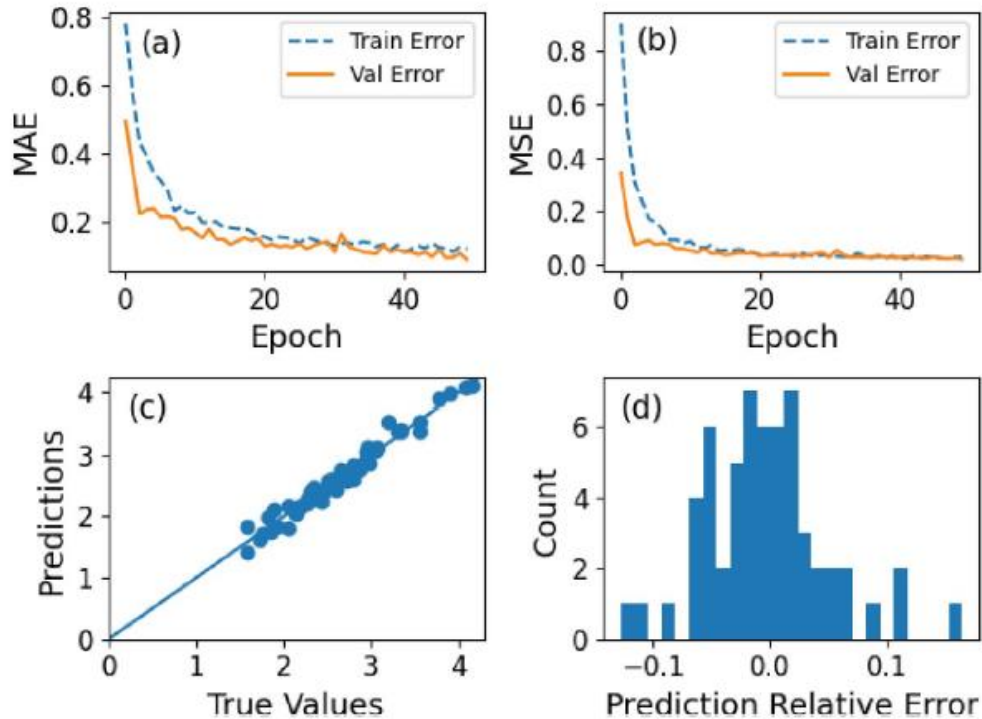 (a)
Train Error
Val Error
MAE
0.8
0.6
0.4
0.2
0 20 40
Epoch
(b)
Train Error
Val Error
MSE
0.8
0.6
0.4
0.2
0.0
0 20 40
Epoch
(c)
Predictions
4
3
2
1
0
0 1 2 3 4
True Values
(d)
Count
6
4
2
0
−0.1 0.0 0.1
Prediction Relative Error